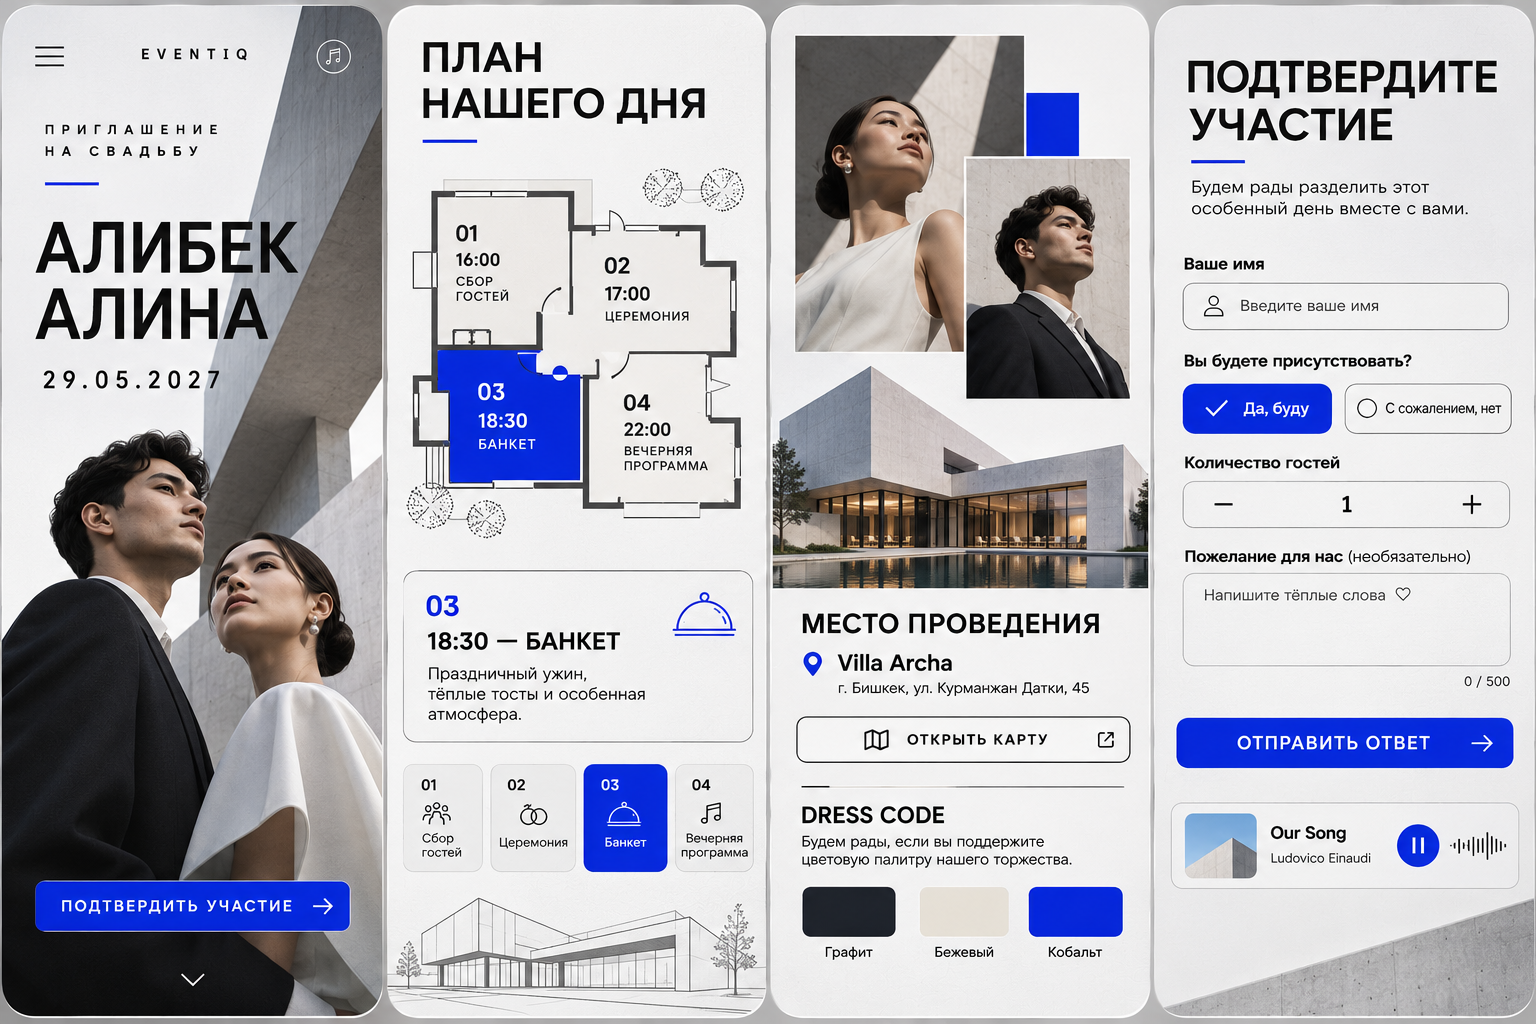 EVENTIQ
ПРИГЛАШЕНИЕ
НА СВАДЬБУ
АЛИБЕК
АЛИНА
29.05.2027
ПОДТВЕРДИТЬ УЧАСТИЕ
ПЛАН
НАШЕГО ДНЯ
01
16:00
СБОР
ГОСТЕЙ
02
17:00
ЦЕРЕМОНИЯ
03
18:30
БАНКЕТ
04
22:00
ВЕЧЕРНЯЯ
ПРОГРАММА
03
18:30 — БАНКЕТ
Праздничный ужин,
тёплые тосты и особенная
атмосфера.
01
Сбор
гостей
02
Церемония
03
Банкет
04
Вечерняя
программа
МЕСТО ПРОВЕДЕНИЯ
Villa Archa
г. Бишкек, ул. Курманжан Датки, 45
ОТКРЫТЬ КАРТУ
DRESS CODE
Будем рады, если вы поддержите
цветовую палитру нашего торжества.
Графит
Бежевый
Кобальт
ПОДТВЕРДИТЕ
УЧАСТИЕ
Будем рады разделить этот
особенный день вместе с вами.
Ваше имя
Введите ваше имя
Вы будете присутствовать?
Да, буду
С сожалением, нет
Количество гостей
1
Пожелание для нас (необязательно)
Напишите тёплые слова
0 / 500
ОТПРАВИТЬ ОТВЕТ
Our Song
Ludovico Einaudi